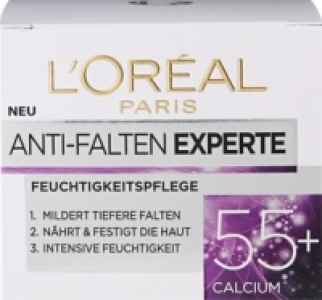 L'ORÉAL
PARIS
NEU
ANTI-FALTEN EXPERTE
FEUCHTIGKEITSPFLEGE
1. MILDERT TIEFERE FALTEN
2. NÄHRT & FESTIGT DIE HAUT
3. INTENSIVE FEUCHTIGKEIT
55+
CALCIUM